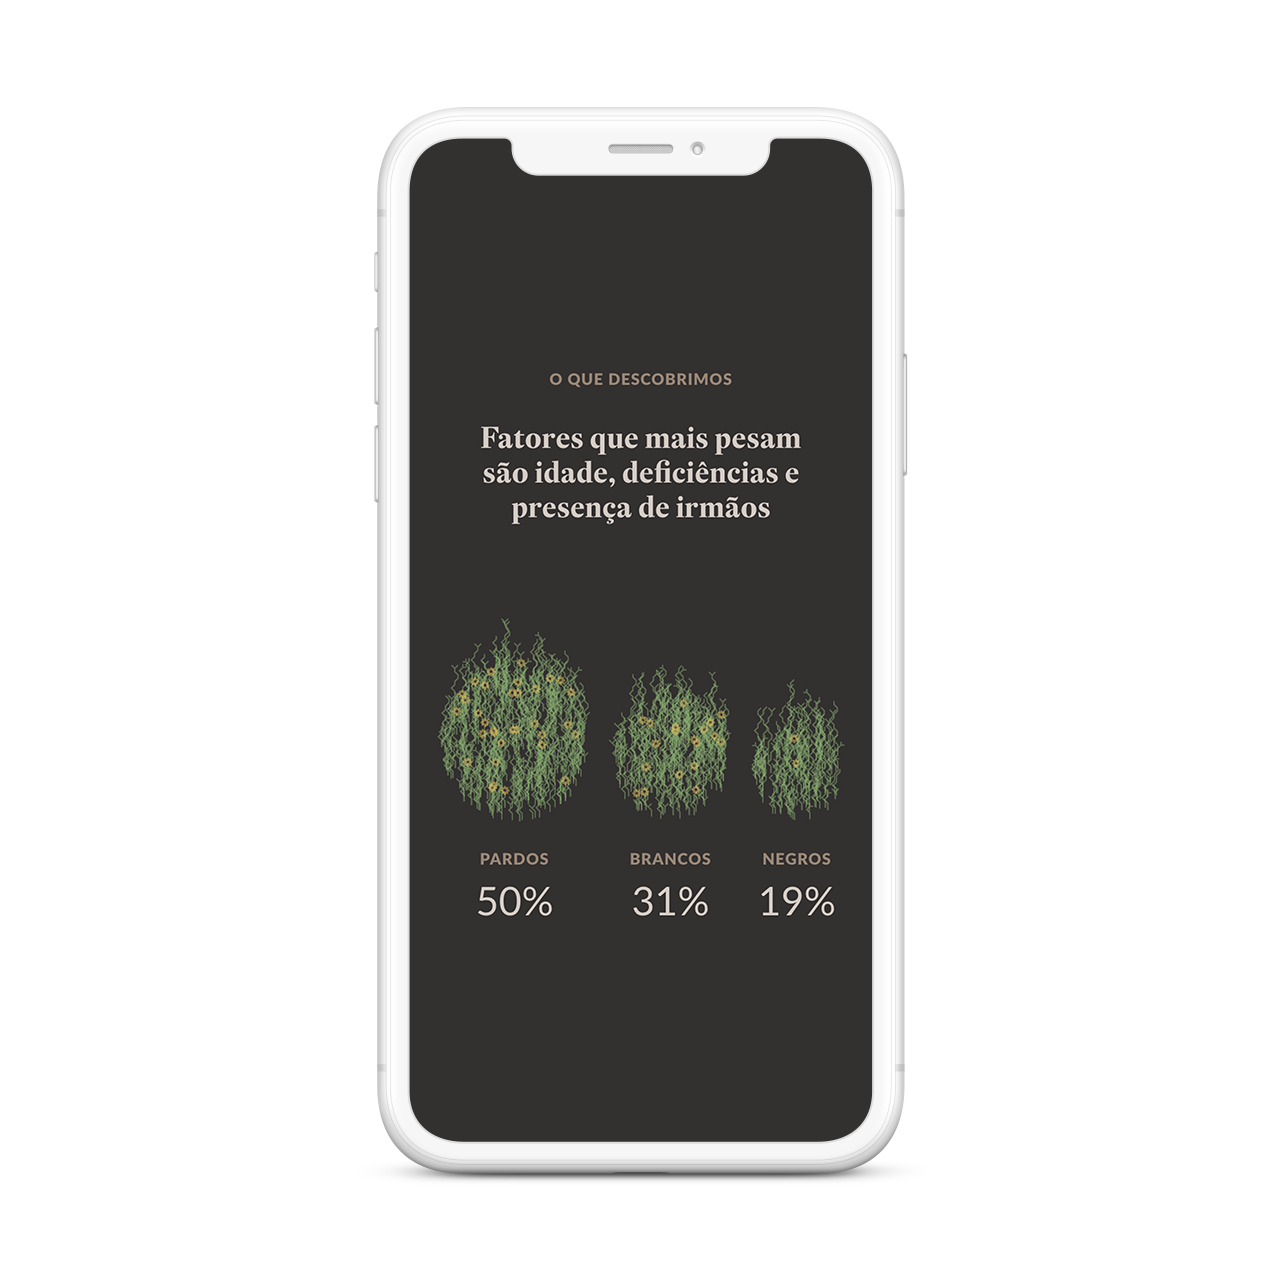 O QUE DESCOBRIMOS
Fatores que mais pesam
são idade, deficiências e
presença de irmãos
PARDOS BRANCOS NEGROS
50% 31% 19%